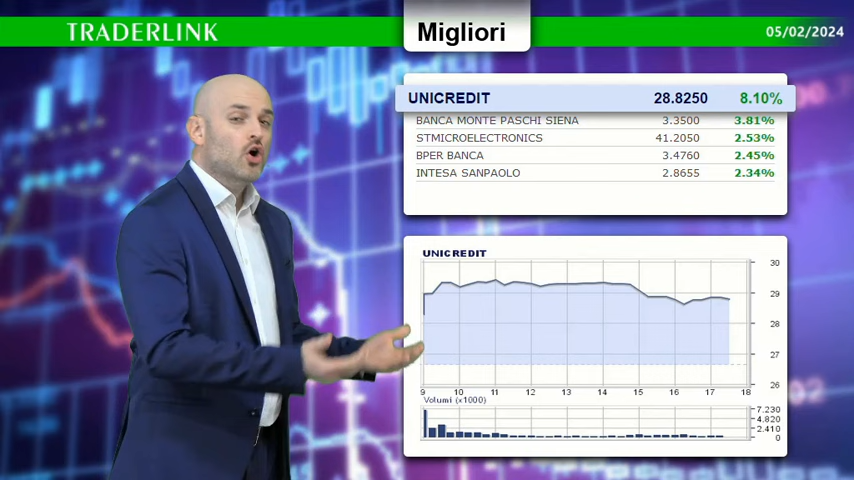 TRADERLINK
Migliori
05/02/2024
UNICREDIT 28.8250 8.10%
BANCA MONTE PASCHI SIENA 3.3500 3.81%
STMICROELECTRONICS 41.2050 2.53%
BPER BANCA 3.4760 2.45%
INTESA SANPAOLO 2.8655 2.34%
UNICREDIT
30
29
28
27
26
9 10 11 12 13 14 15 16 17 18
Volumi (x1000)
7.230
4.820
2.410
0